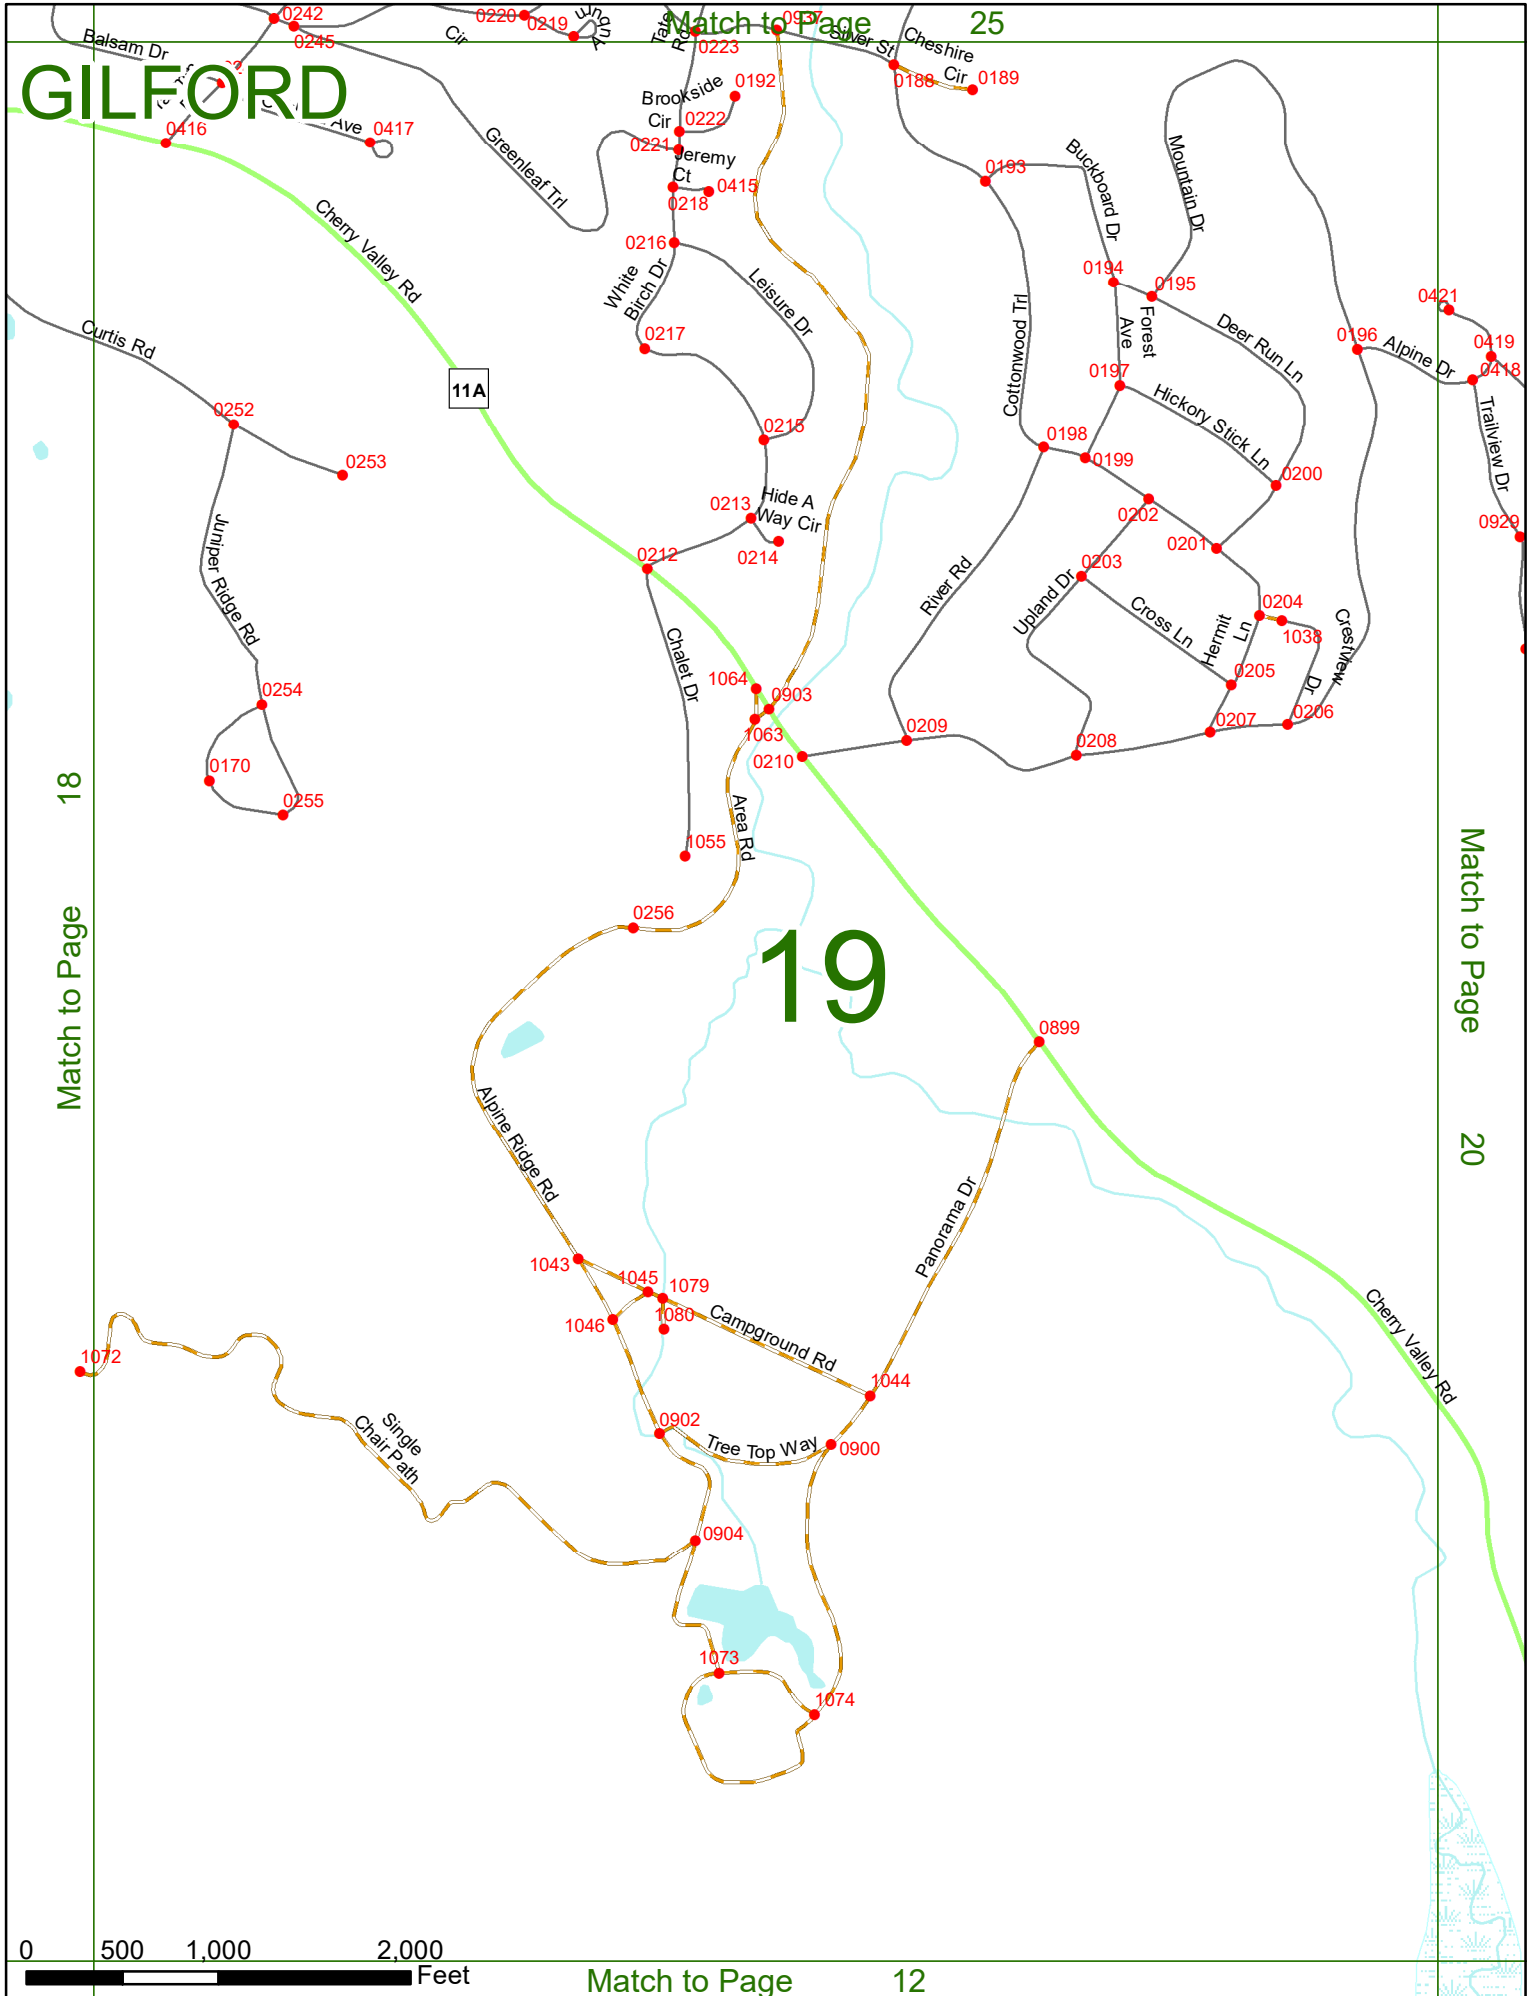 0242
0220
0219
0245
Match to Page 25
0937
Tate
Rd
0223
Silver St
Cheshire
Cir
0188
0189
Balsam Dr
Cir
GILFORD
Ave
0416
0417
Greenleaf Trl
Brookside
Cir
0192
0222
0221
Jeremy
Ct
0415
0218
0216
0193
Buckboard Dr
Mountain Dr
Cherry Valley Rd
White
Birch Dr
Leisure Dr
0217
0194
0195
Forest
Ave
Deer Run Ln
0421
0419
0196
Alpine Dr
0418
Trailview Dr
Curtis Rd
11A
Cottonwood Trl
0197
Hickory Stick Ln
0252
0253
0215
0198
0199
0200
0202
0201
0929
0213
Hide A
Way Cir
0214
0212
Juniper Ridge Rd
River Rd
0203
Upland Dr
Cross Ln
Hermit
Ln
0204
1038
Crestview
Dr
Chalet Dr
0205
1064
0903
1063
0254
0209
0207
0206
0210
0208
0170
0255
18
Match to Page
Area Rd
1055
0256
19
Match to Page
20
0899
Alpine Ridge Rd
Panorama Dr
1043
1045
1079
1080
1046
Campground Rd
Cherry Valley Rd
1072
1044
Single
Chair Path
0902
Tree Top Way
0900
0904
1073
1074
0 500 1,000 2,000
Feet
Match to Page 12